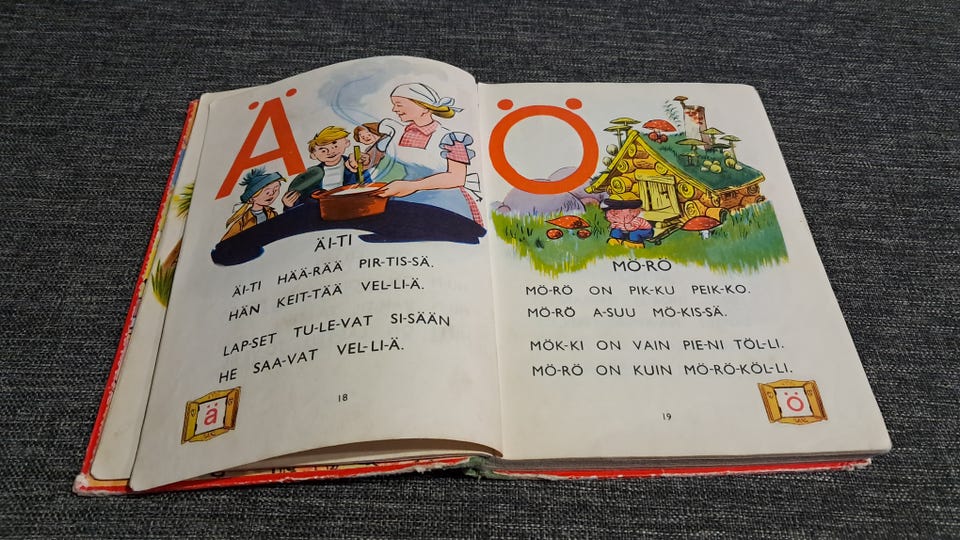 Ä
ÄI-TI
ÄI-TI HÄÄ-RÄÄ PIR-TIS-SÄ.
HÄN KEIT-TÄÄ VEL-LI-Ä.
LAP-SET TU-LE-VAT SI-SÄÄN
HE SAA-VAT VEL-LI-Ä.
ä
18
Ö
MÖ-RÖ
MÖ-RÖ ON PIK-KU PEIK-KO.
MÖ-RÖ A-SUU MÖ-KIS-SÄ.
MÖK-KI ON VAIN PIE-NI TÖL-LI.
MÖ-RÖ ON KUIN MÖ-RÖ-KÖL-LI.
19
ö